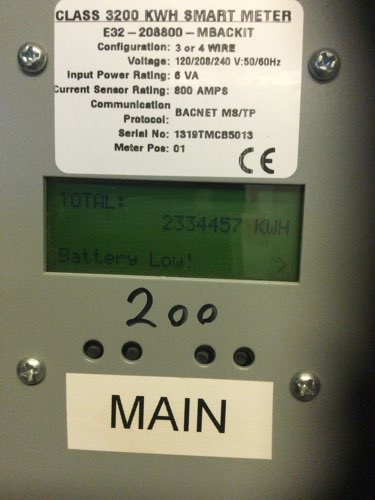 CLASS 3200 KWH SMART METER
E32-208800-MBACKIT
Configuration: 3 or 4 WIRE
Voltage: 120/208/240 V:50/60Hz
Input Power Rating: 6 VA
Current Sensor Rating: 800 AMPS
Communication Protocol: BACNET MS/TP
Serial No: 1319TMCB5013
Meter Pos: 01
CE
TOTAL:
2334457 KWH
Battery Low! >
200
MAIN